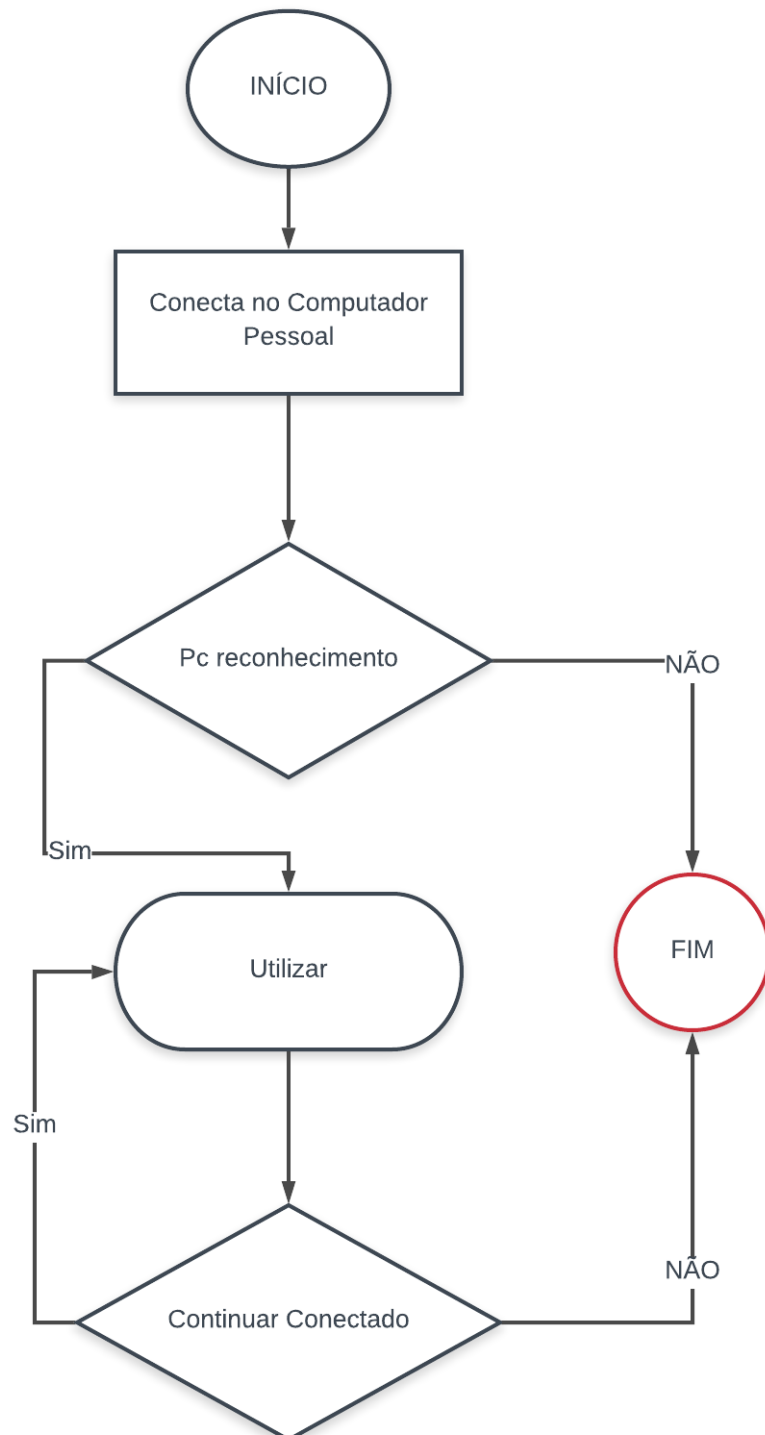 INÍCIO
Conecta no Computador
Pessoal
Pc reconhecimento
NÃO
Sim
Utilizar
FIM
Sim
NÃO
Continuar Conectado